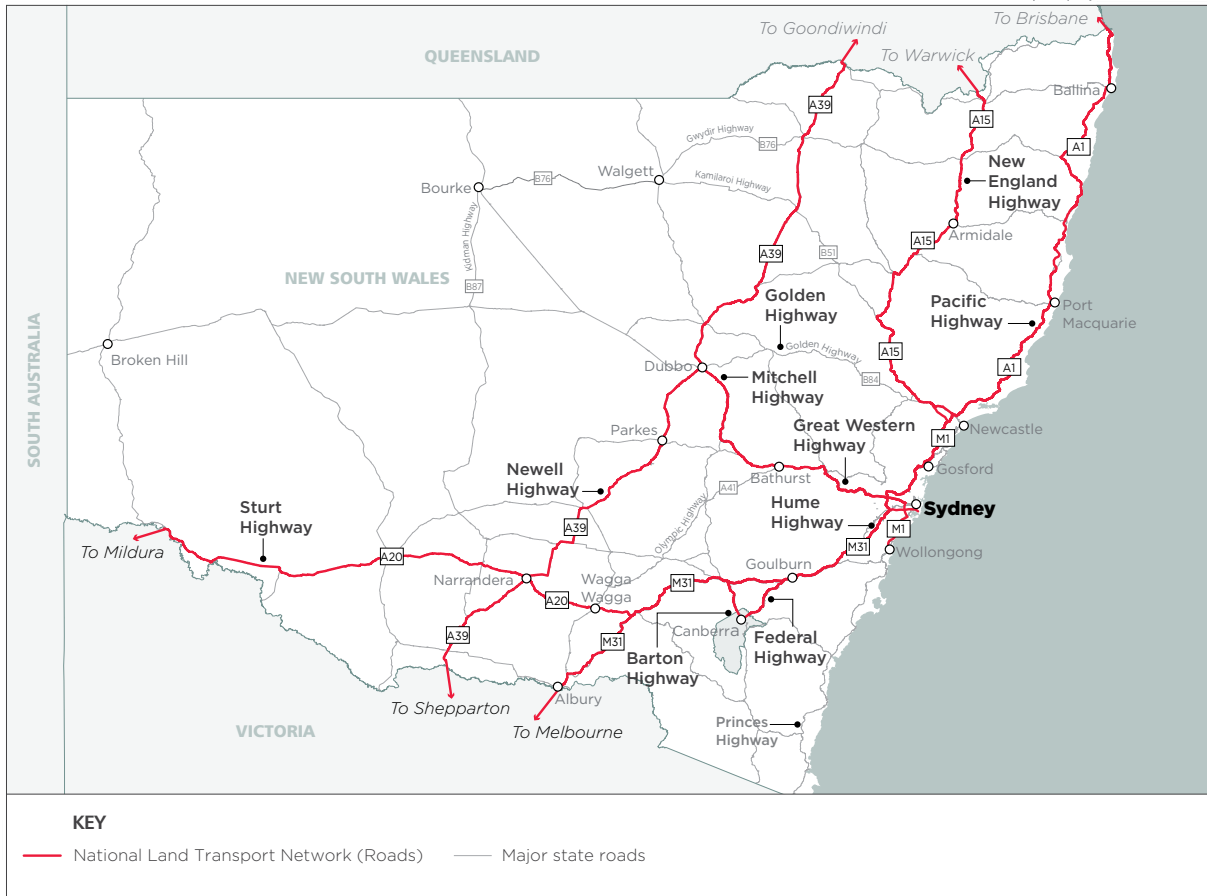 To Brisbane
To Goondiwindi
To Warwick
QUEENSLAND
Ballina
A39
A15
A1
Gwydir Highway
B76
New
England
Highway
Walgett
B76
Kamilaroi Highway
Bourke
Kidman Highway
Armidale
A15
A39
B51
NEW SOUTH WALES
B87
Golden
Highway
Pacific
Highway
Port
Macquarie
SOUTH AUSTRALIA
Broken Hill
Golden Highway
A15
Dubbo
Mitchell
Highway
B84
A1
Great Western
Highway
Newcastle
Parkes
M1
Newell
Highway
Bathurst
Gosford
A41
Sturt
Highway
Hume
Highway
Sydney
A39
Olympic Highway
M1
To Mildura
A20
M31
Wollongong
Narrandera
Wagga
Wagga
M31
Goulburn
A20
A39
M31
Canberra
Barton
Highway
Federal
Highway
To Shepparton
Albury
To Melbourne
VICTORIA
Princes
Highway
KEY
National Land Transport Network (Roads)
Major state roads